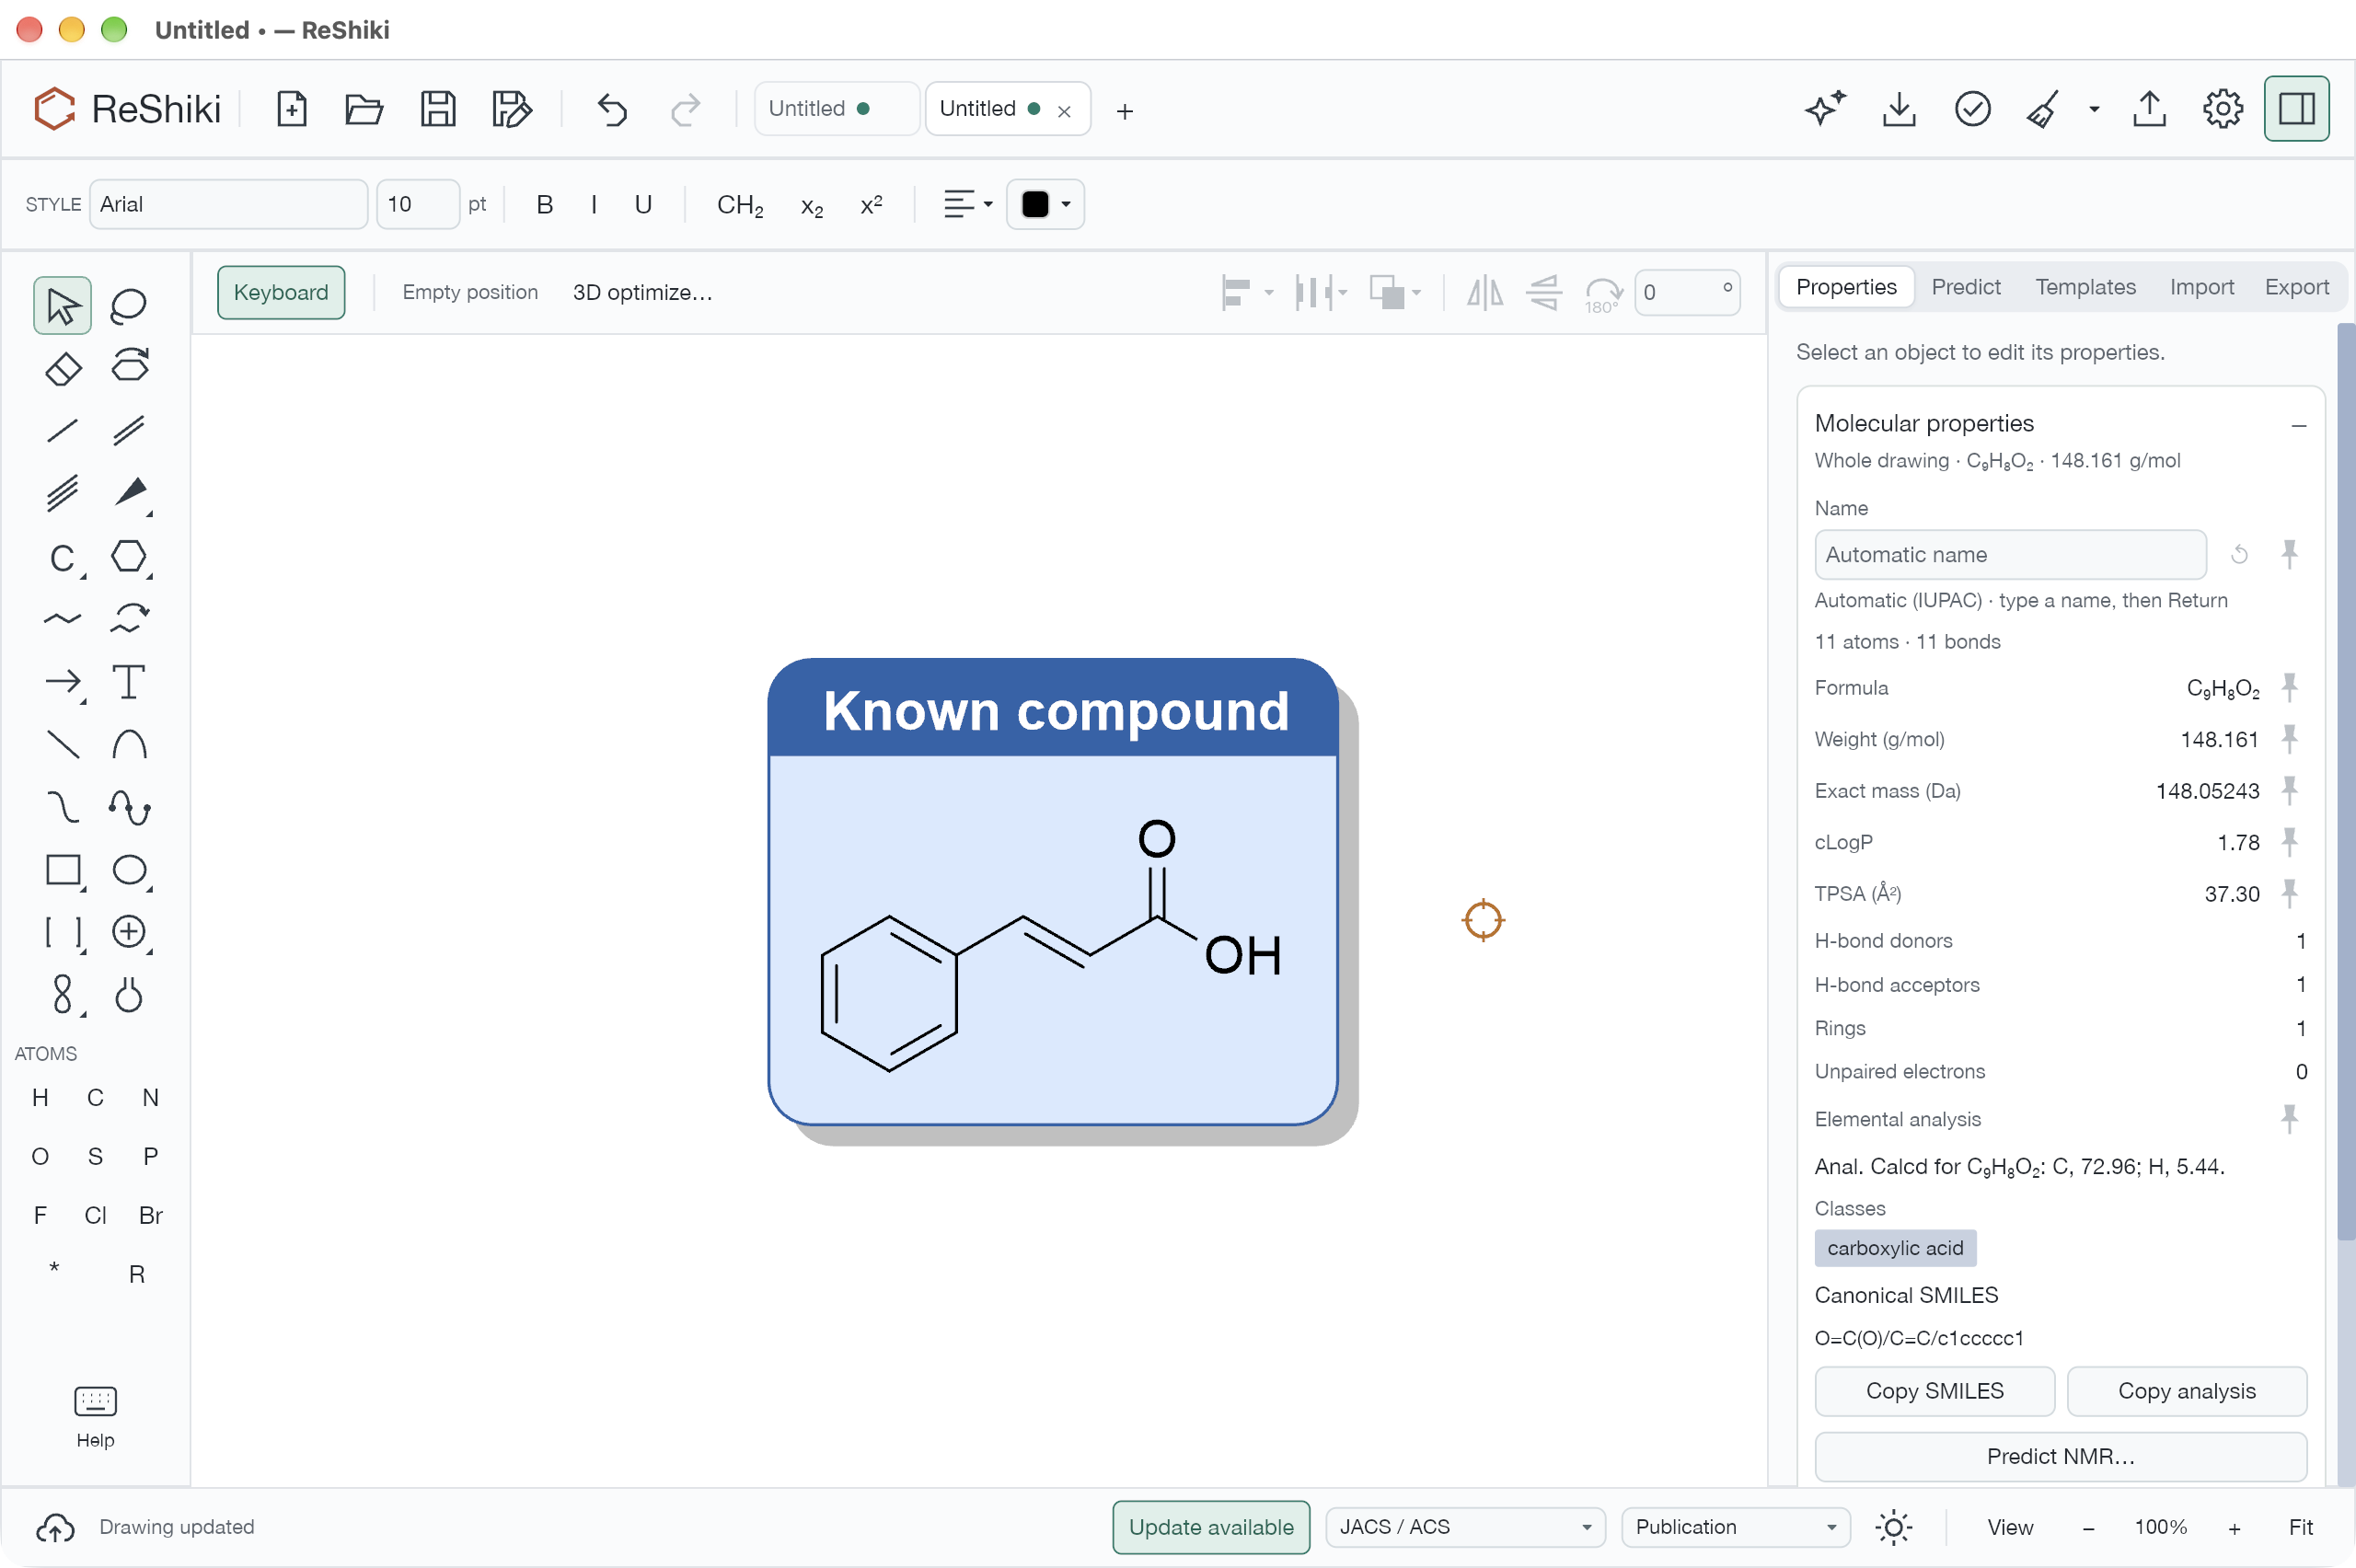 Untitled • — ReShiki
ReShiki
Untitled
Untitled
STYLE Arial 10 pt B I U CH₂ x₂ x²
Keyboard Empty position 3D optimize... 180° 0 °
Properties Predict Templates Import Export
Select an object to edit its properties.
Molecular properties
Whole drawing · C₉H₈O₂ · 148.161 g/mol
Name
Automatic name
Automatic (IUPAC) · type a name, then Return
11 atoms · 11 bonds
Formula C₉H₈O₂
Weight (g/mol) 148.161
Exact mass (Da) 148.05243
cLogP 1.78
TPSA (Å²) 37.30
H-bond donors 1
H-bond acceptors 1
Rings 1
Unpaired electrons 0
Elemental analysis
Anal. Calcd for C₉H₈O₂: C, 72.96; H, 5.44.
Classes
carboxylic acid
Canonical SMILES
O=C(O)/C=C/c1ccccc1
Copy SMILES Copy analysis
Predict NMR...
Known compound
O
OH
C
T
[ ]
ATOMS
H C N
O S P
F Cl Br
* R
Help
Drawing updated
Update available JACS / ACS Publication View − 100% + Fit